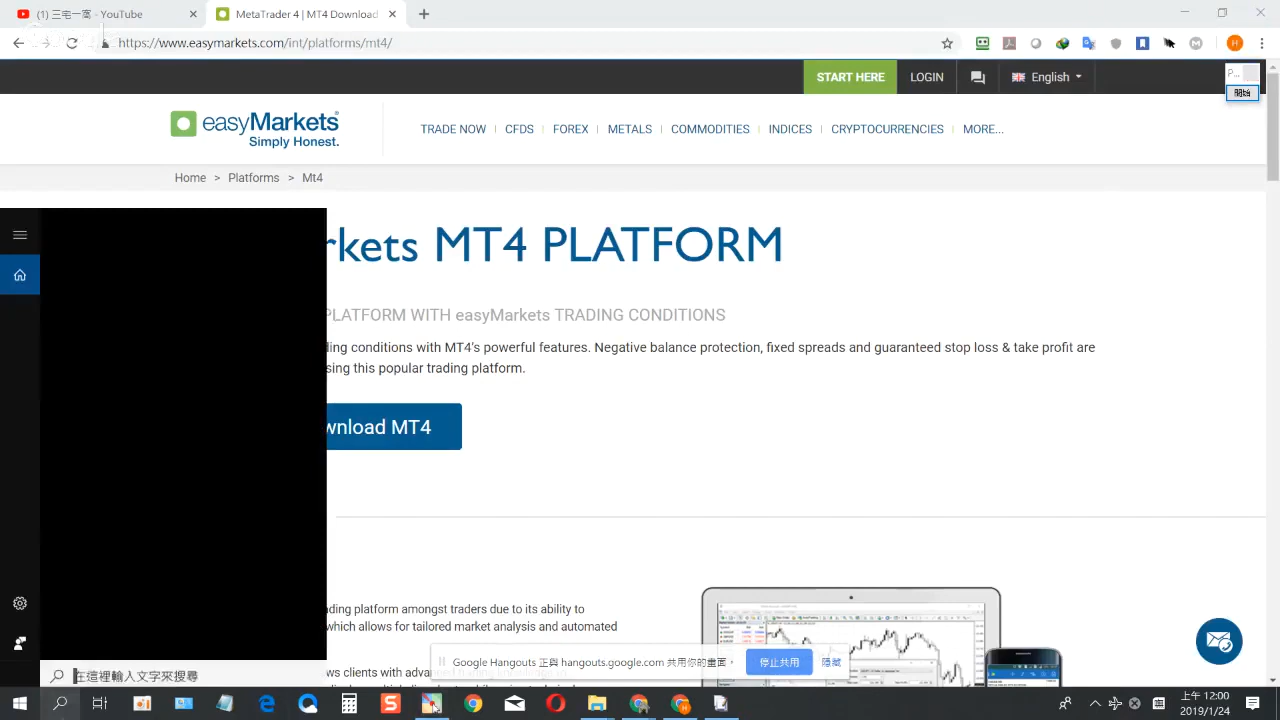 (1) 三宅一高 - YouTube
MetaTrader 4 | MT4 Download
https://www.easymarkets.com/int/platforms/mt4/
START HERE
LOGIN
English
P...
開始
easyMarkets
Simply Honest.
TRADE NOW
CFDS
FOREX
METALS
COMMODITIES
INDICES
CRYPTOCURRENCIES
MORE...
Home > Platforms > Mt4
rkets MT4 PLATFORM
PLATFORM WITH easyMarkets TRADING CONDITIONS
ding conditions with MT4's powerful features. Negative balance protection, fixed spreads and guaranteed stop loss & take profit are
sing this popular trading platform.
wnload MT4
ading platform amongst traders due to its ability to
which allows for tailored market analysis and automated
ws clients with advanced
Google Hangouts 正與 hangouts.google.com 共用你的畫面。
停止共用
隱藏
在這裡輸入文字來搜尋
上午 12:00
2019/1/24